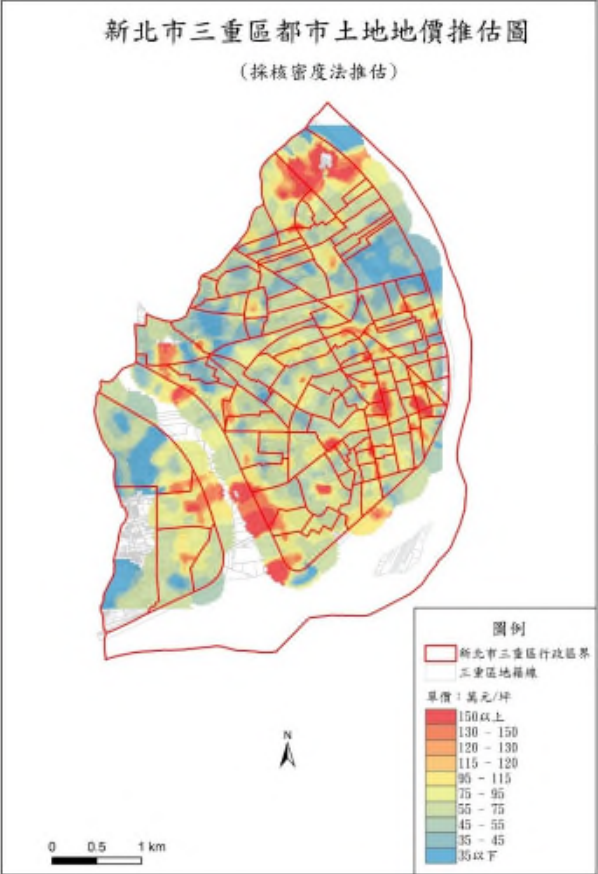 新北市三重區都市土地地價推估圖
(採核密度法推估)
N
0 0.5 1 km
圖例
新北市三重區行政區界
三重區地籍線
單價：萬元/坪
150以上
130 - 150
120 - 130
115 - 120
95 - 115
75 - 95
55 - 75
45 - 55
35 - 45
35以下